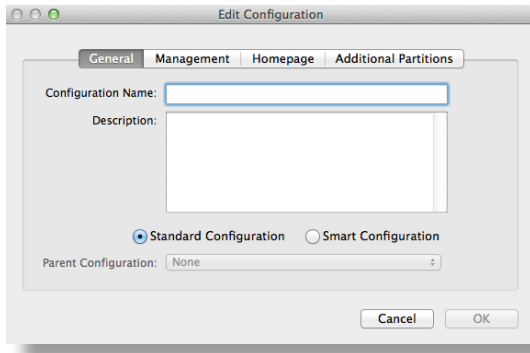 Edit Configuration
General Management Homepage Additional Partitions
Configuration Name:
Description:
Standard Configuration Smart Configuration
Parent Configuration: None
Cancel OK